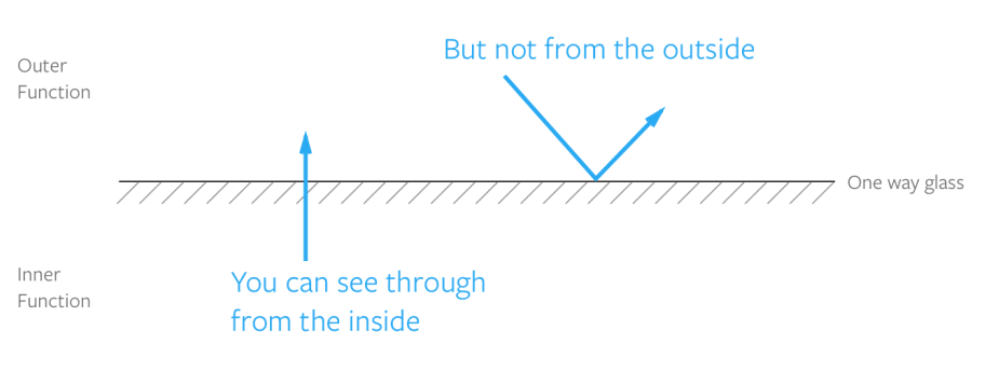 But not from the outside
Outer
Function
One way glass
Inner
Function
You can see through
from the inside